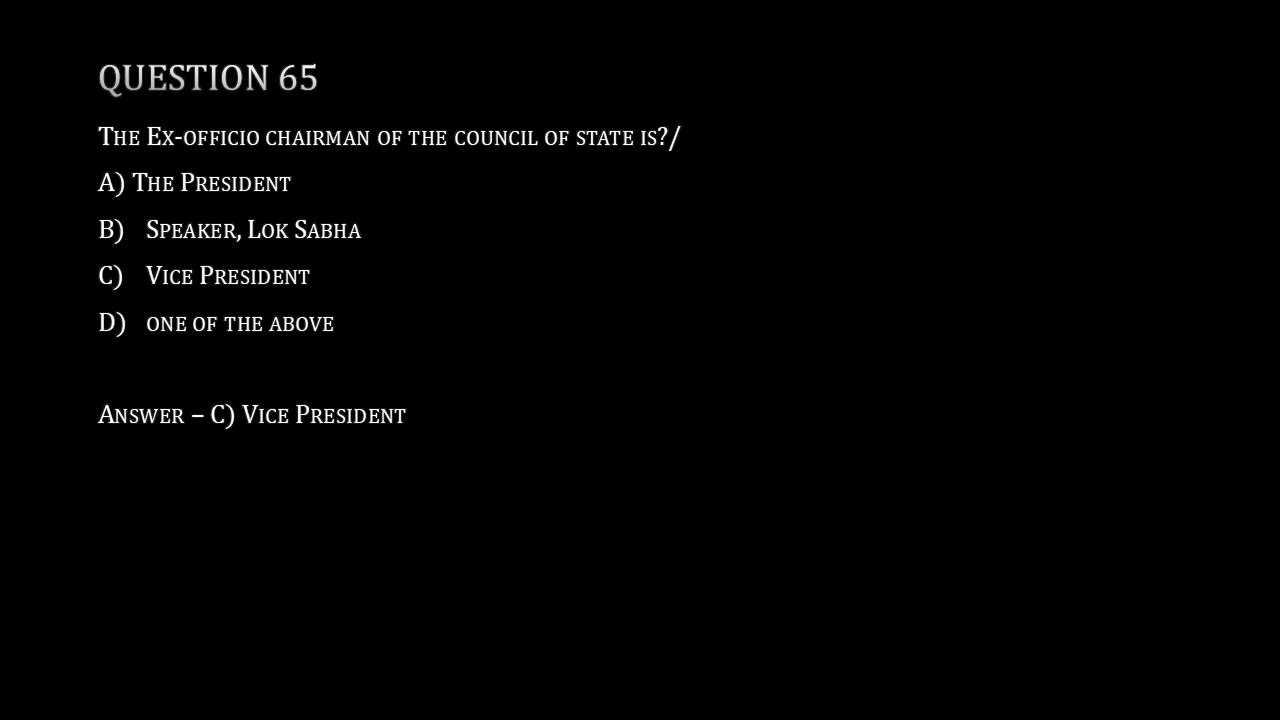 QUESTION 65
The Ex-officio chairman of the council of state is?/
A) The President
B) Speaker, Lok Sabha
C) Vice President
D) one of the above
Answer – C) Vice President